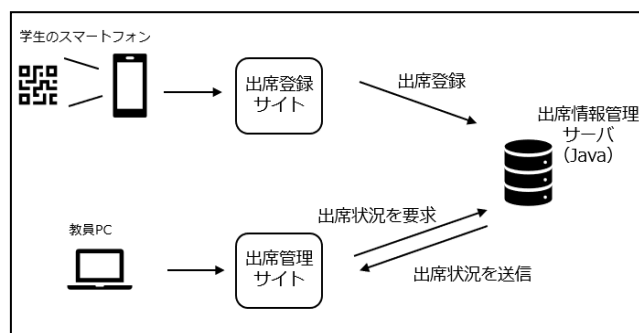 学生のスマートフォン
出席登録
サイト
出席登録
出席情報管理
サーバ
（Java）
教員PC
出席管理
サイト
出席状況を要求
出席状況を送信